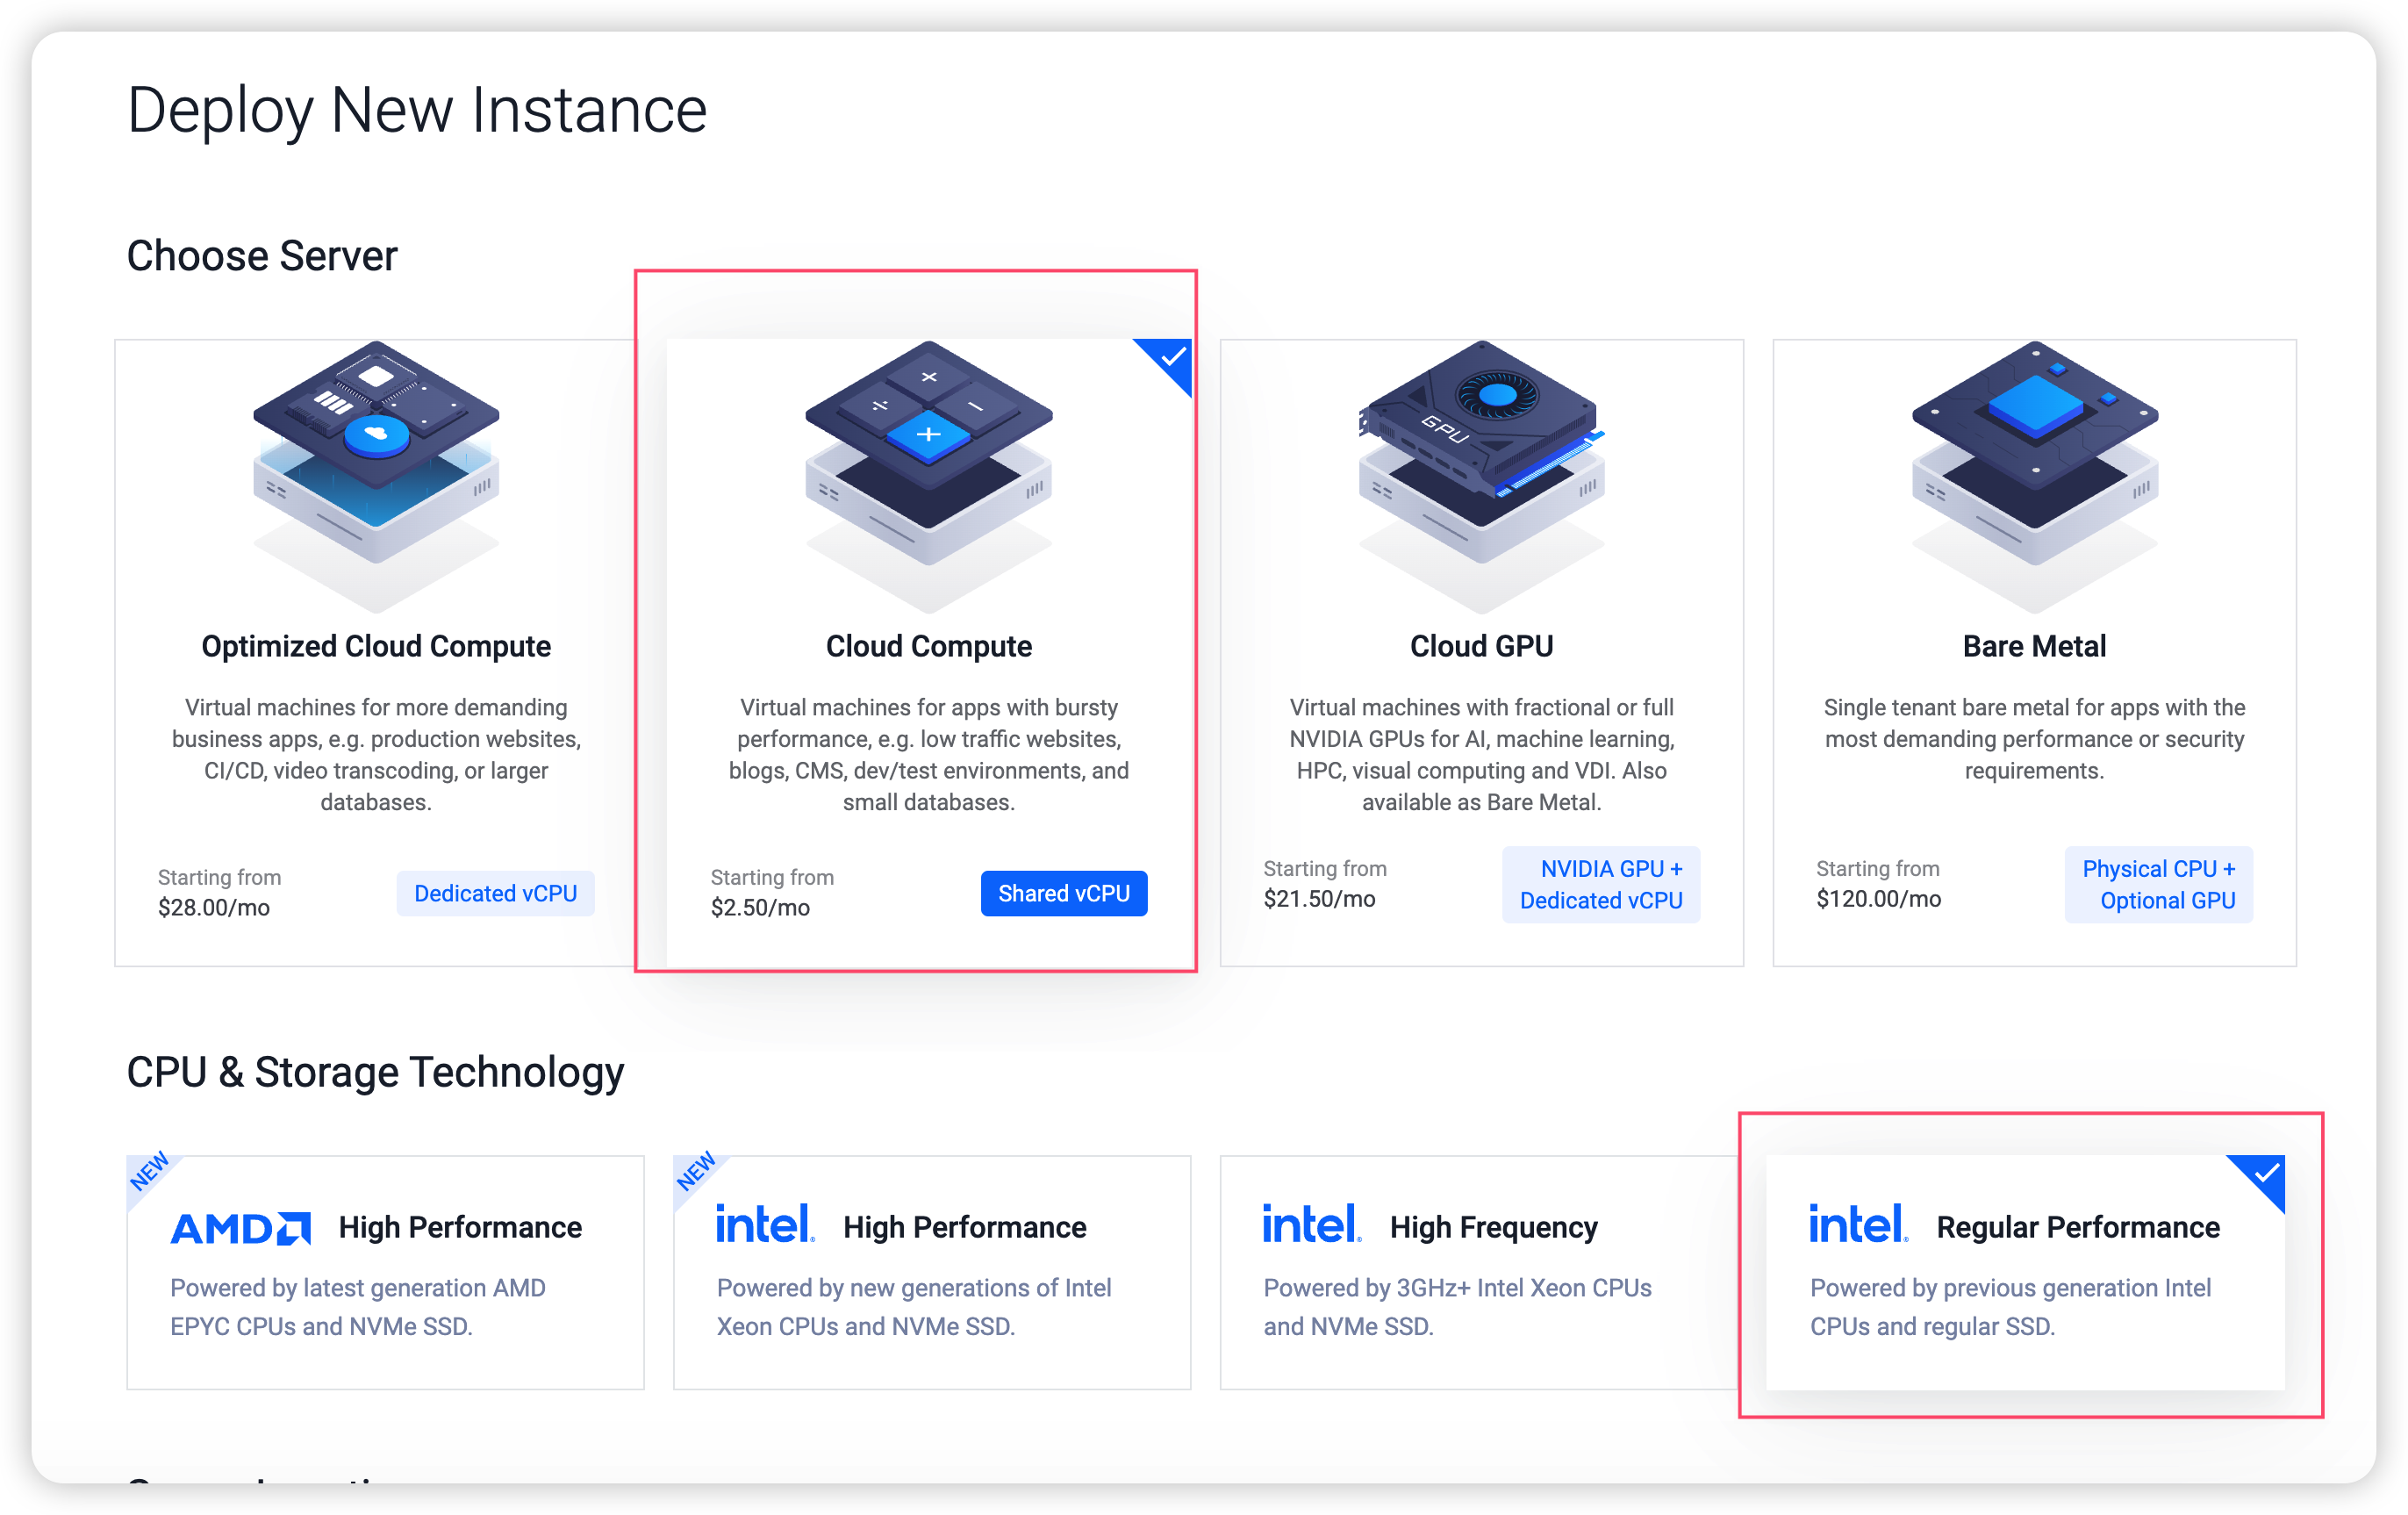 Deploy New Instance
Choose Server
GPU
Optimized Cloud Compute
Virtual machines for more demanding
business apps, e.g. production websites,
CI/CD, video transcoding, or larger
databases.
Starting from
$28.00/mo
Dedicated vCPU
Cloud Compute
Virtual machines for apps with bursty
performance, e.g. low traffic websites,
blogs, CMS, dev/test environments, and
small databases.
Starting from
$2.50/mo
Shared vCPU
Cloud GPU
Virtual machines with fractional or full
NVIDIA GPUs for AI, machine learning,
HPC, visual computing and VDI. Also
available as Bare Metal.
Starting from
$21.50/mo
NVIDIA GPU +
Dedicated vCPU
Bare Metal
Single tenant bare metal for apps with the
most demanding performance or security
requirements.
Starting from
$120.00/mo
Physical CPU +
Optional GPU
CPU & Storage Technology
NEW
AMD High Performance
Powered by latest generation AMD
EPYC CPUs and NVMe SSD.
NEW
intel. High Performance
Powered by new generations of Intel
Xeon CPUs and NVMe SSD.
intel. High Frequency
Powered by 3GHz+ Intel Xeon CPUs
and NVMe SSD.
intel. Regular Performance
Powered by previous generation Intel
CPUs and regular SSD.